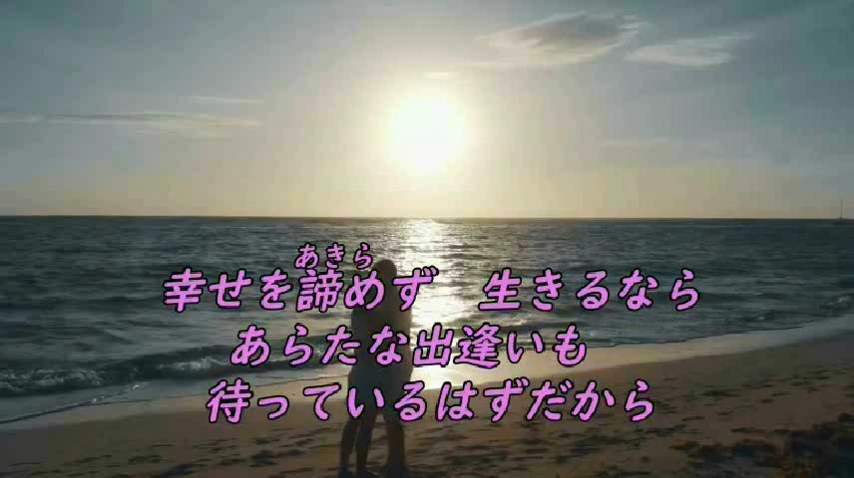 あきら
幸せを諦めず　生きるなら
あらたな出逢いも
待っているはずだから